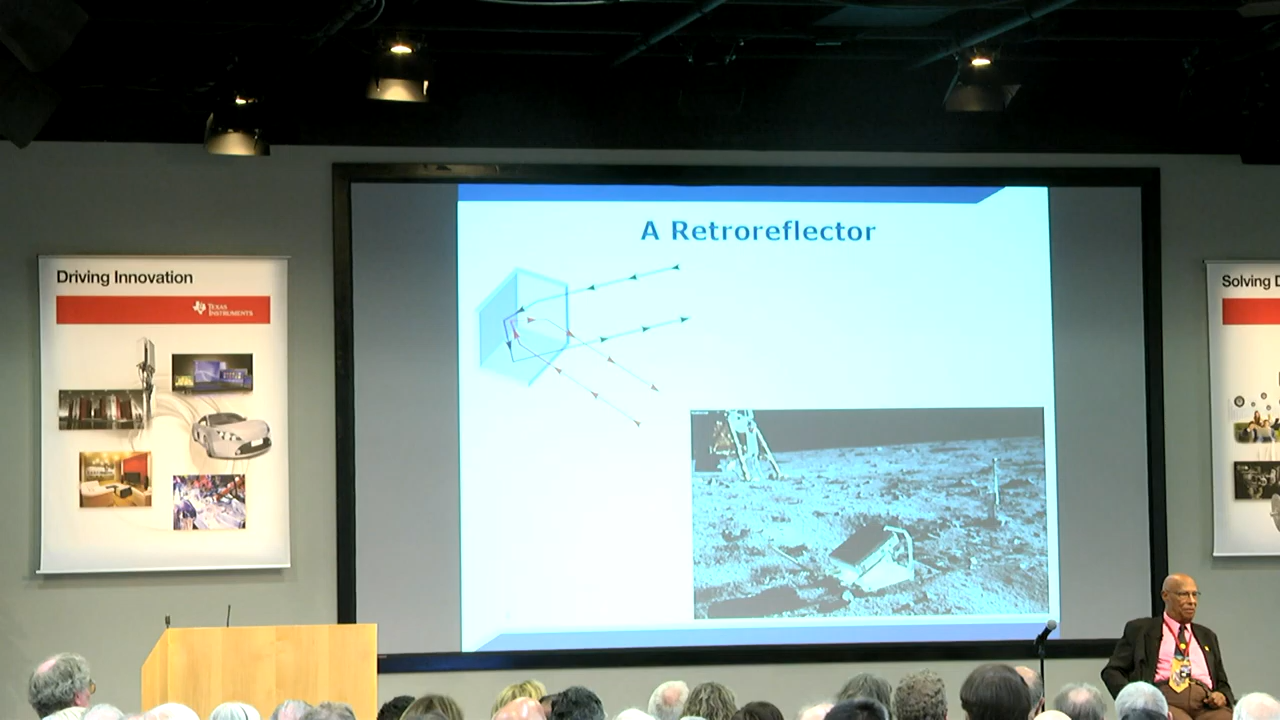 A Retroreflector
Driving Innovation
TEXAS
INSTRUMENTS
Solving